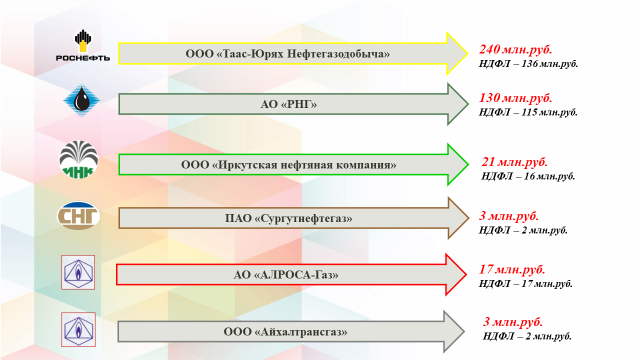 РОСНЕФТЬ
ООО «Таас-Юрях Нефтегазодобыча»
240 млн.руб.
НДФЛ – 136 млн.руб.
АО «РНГ»
130 млн.руб.
НДФЛ – 115 млн.руб.
ИНК
ООО «Иркутская нефтяная компания»
21 млн.руб.
НДФЛ – 16 млн.руб.
СНГ
ПАО «Сургутнефтегаз»
3 млн.руб.
НДФЛ – 2 млн.руб.
АО «АЛРОСА-Газ»
17 млн.руб.
НДФЛ – 17 млн.руб.
ООО «Айхалтрансгаз»
3 млн.руб.
НДФЛ – 2 млн.руб.